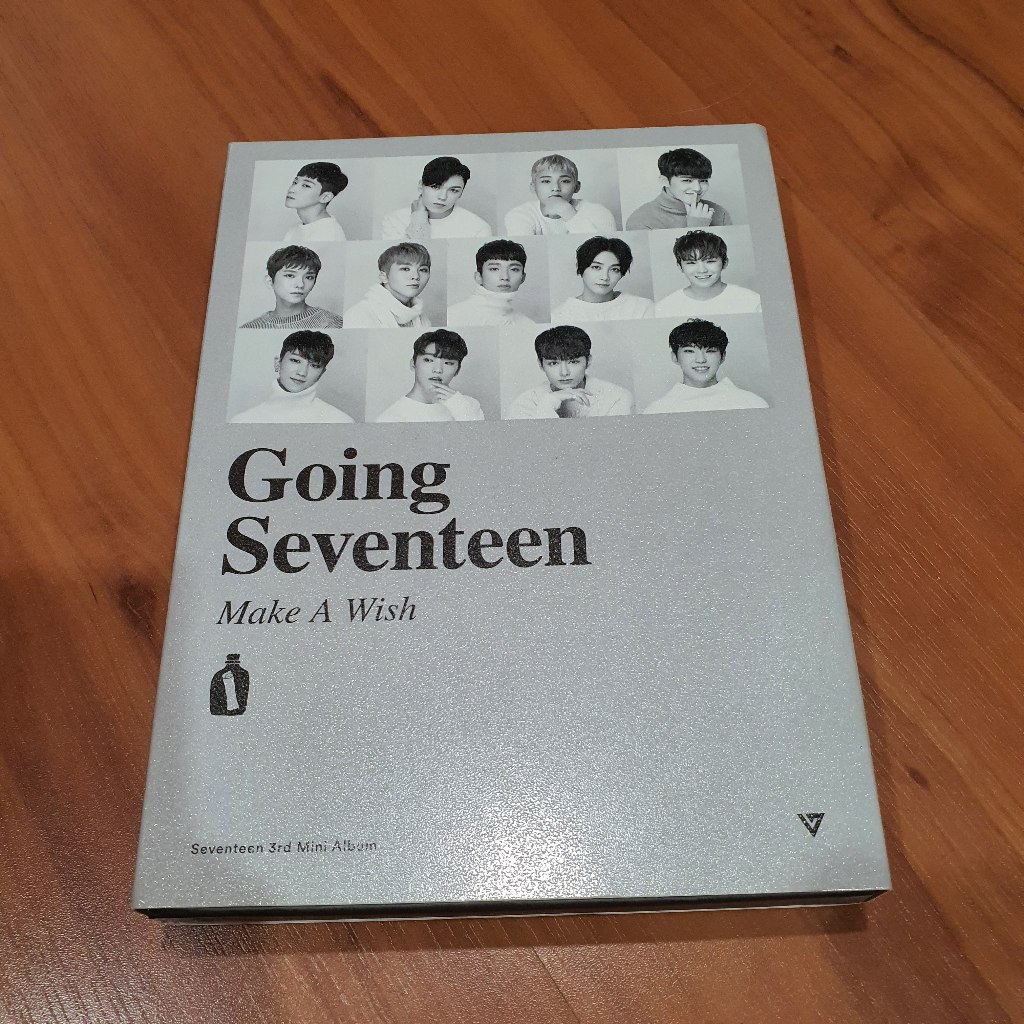 Going
Seventeen
Make A Wish
Seventeen 3rd Mini Album